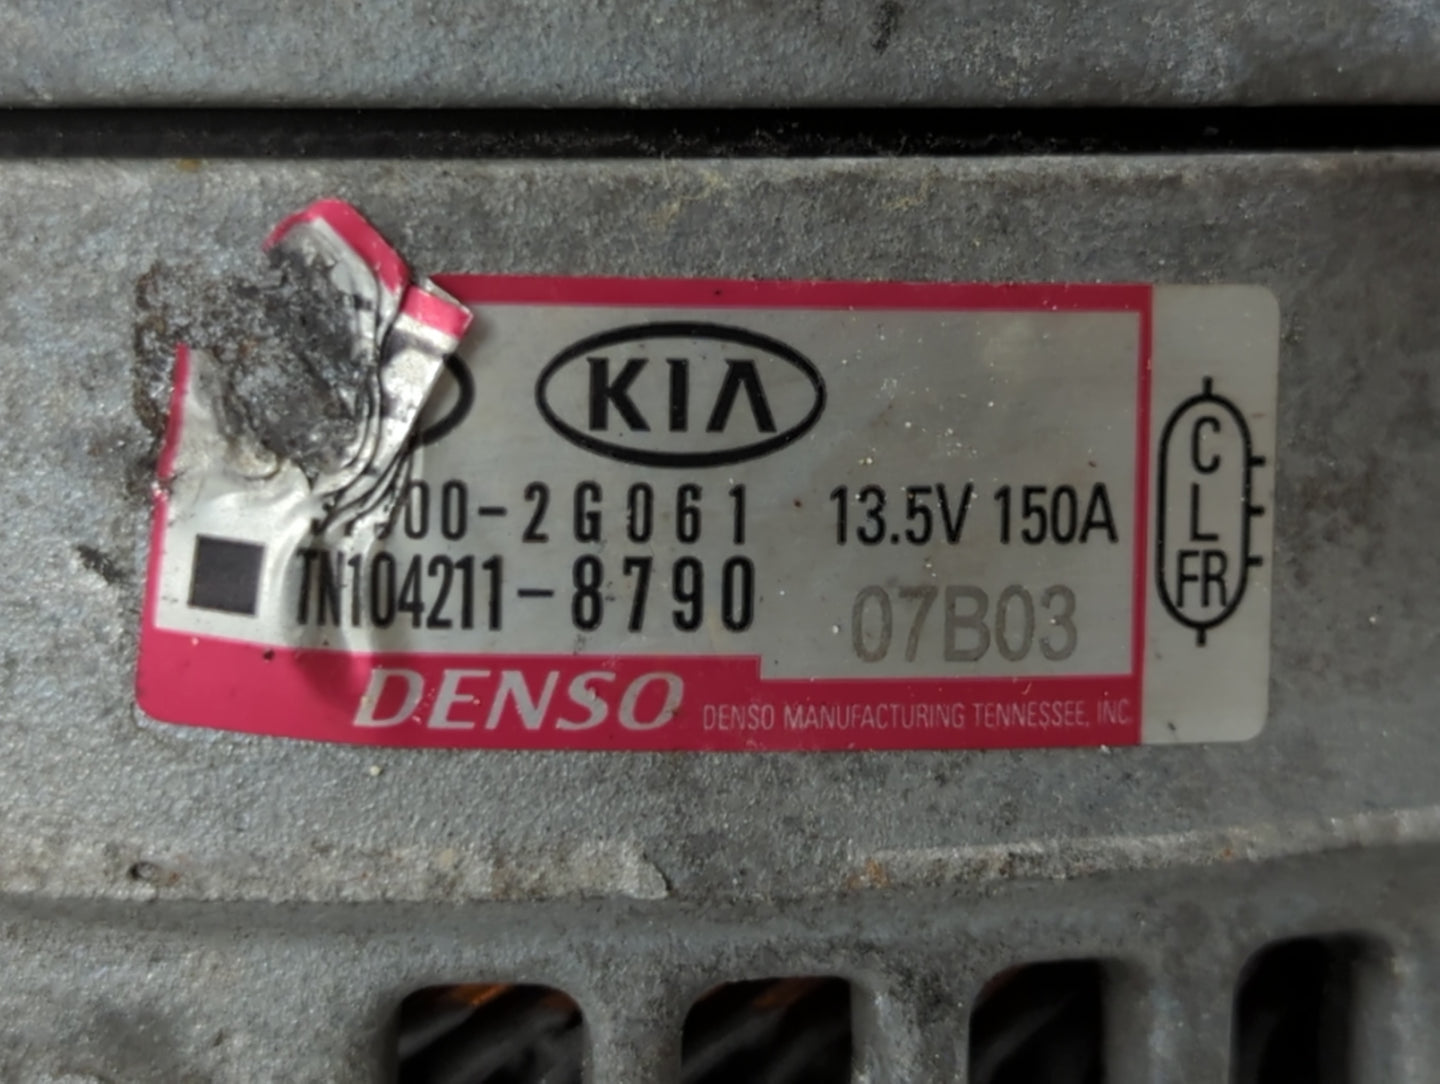 KIA
00-2G061 13.5V 150A
TN104211-8790 07B03
DENSO DENSO MANUFACTURING TENNESSEE, INC.
C
L
FR